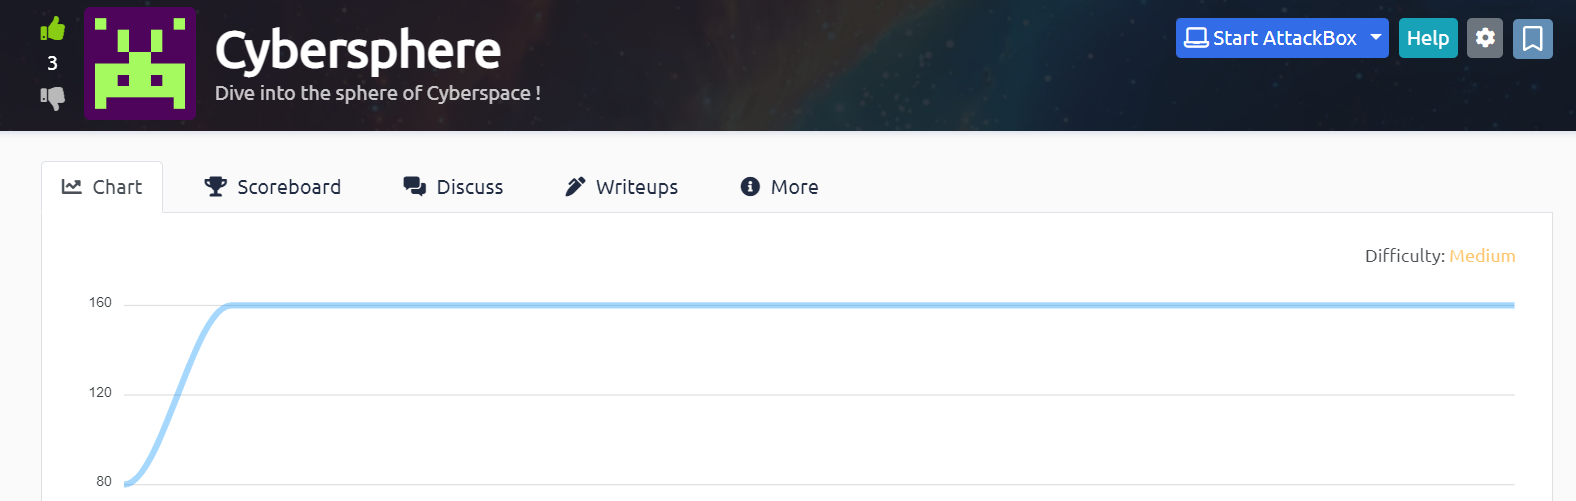 3
Cybersphere
Dive into the sphere of Cyberspace !
Start AttackBox
Help
Chart
Scoreboard
Discuss
Writeups
More
Difficulty: Medium
160
120
80